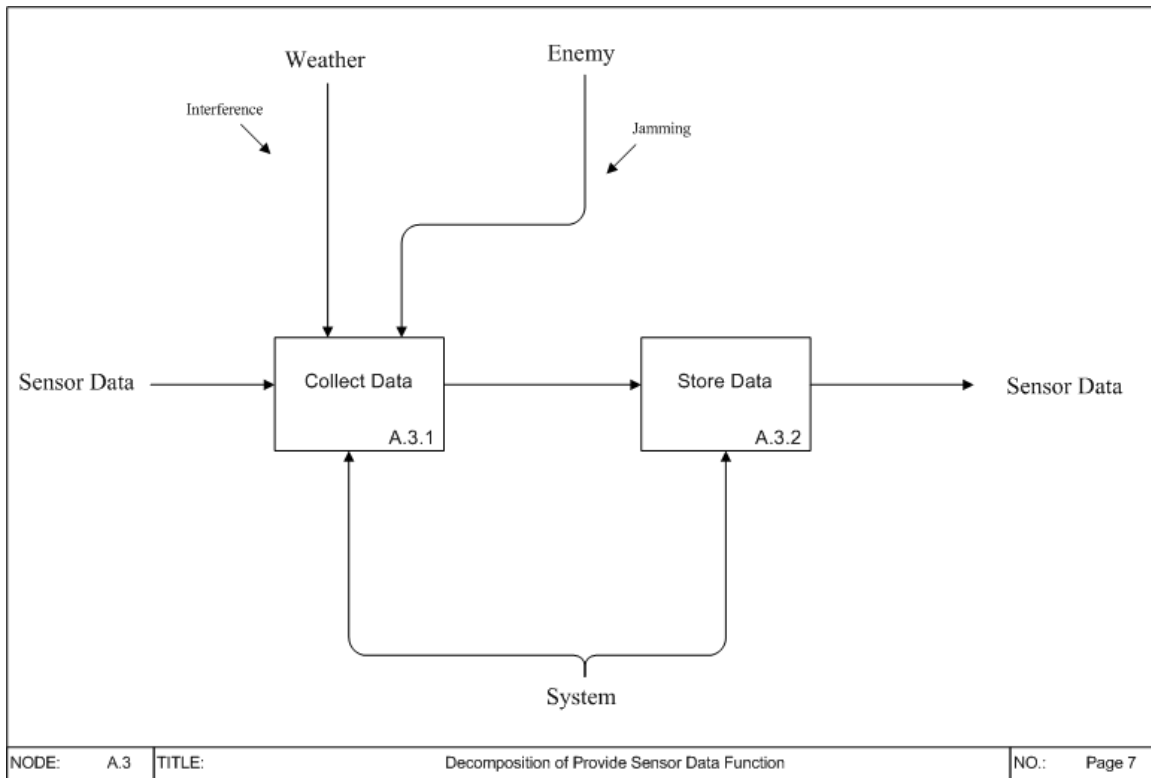 Enemy
Weather
Interference
Jamming
Sensor Data
Collect Data
Store Data
Sensor Data
A.3.1
A.3.2
System
NODE: A.3 TITLE: Decomposition of Provide Sensor Data Function NO.: Page 7